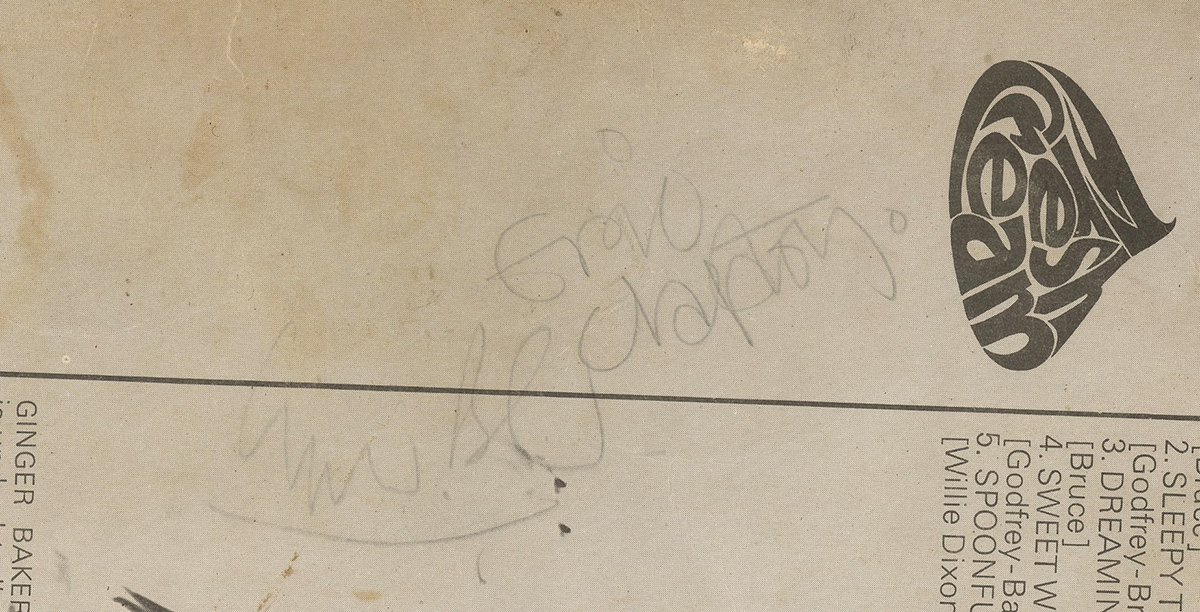 Fresh
Cream
Eric
Clapton.
2. SLEEPY T
[Godfrey-Br
3. DREAMIN
[Bruce]
4. SWEET W
[Godfrey-Ba
5. SPOONFU
[Willie Dixon
GINGER BAKER